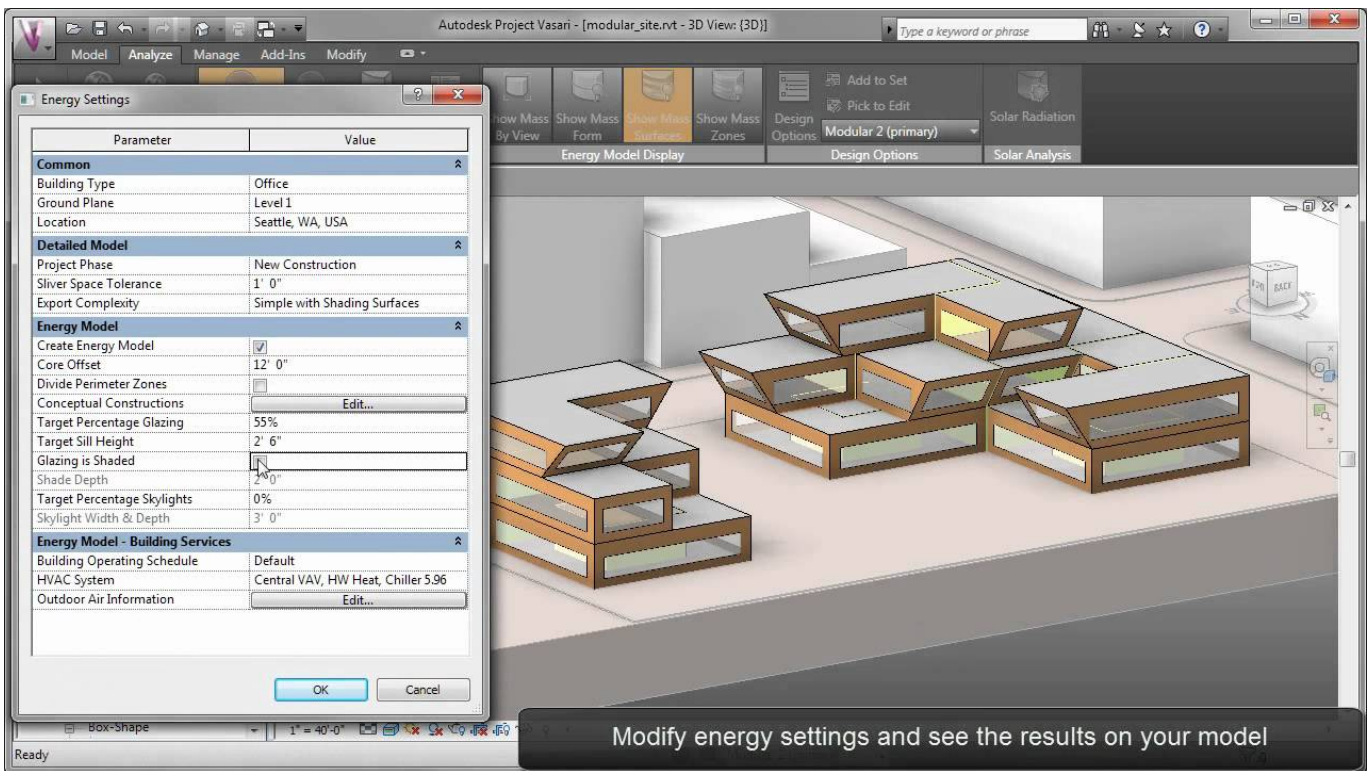 Autodesk Project Vasari - [modular_site.rvt - 3D View: {3D}]
Type a keyword or phrase
Model Analyze Manage Add-Ins Modify
Energy Settings
Show Mass By View
Show Mass Form
Show Mass Surfaces
Show Mass Zones
Energy Model Display
Design Options
Add to Set
Pick to Edit
Modular 2 (primary)
Design Options
Solar Radiation
Solar Analysis
Parameter Value
Common
Building Type Office
Ground Plane Level 1
Location Seattle, WA, USA
Detailed Model
Project Phase New Construction
Sliver Space Tolerance 1' 0"
Export Complexity Simple with Shading Surfaces
Energy Model
Create Energy Model
Core Offset 12' 0"
Divide Perimeter Zones
Conceptual Constructions Edit...
Target Percentage Glazing 55%
Target Sill Height 2' 6"
Glazing is Shaded
Shade Depth 2' 0"
Target Percentage Skylights 0%
Skylight Width & Depth 3' 0"
Energy Model - Building Services
Building Operating Schedule Default
HVAC System Central VAV, HW Heat, Chiller 5.96
Outdoor Air Information Edit...
OK Cancel
BACK
Box-Shape
1" = 40'-0"
Ready
Modify energy settings and see the results on your model